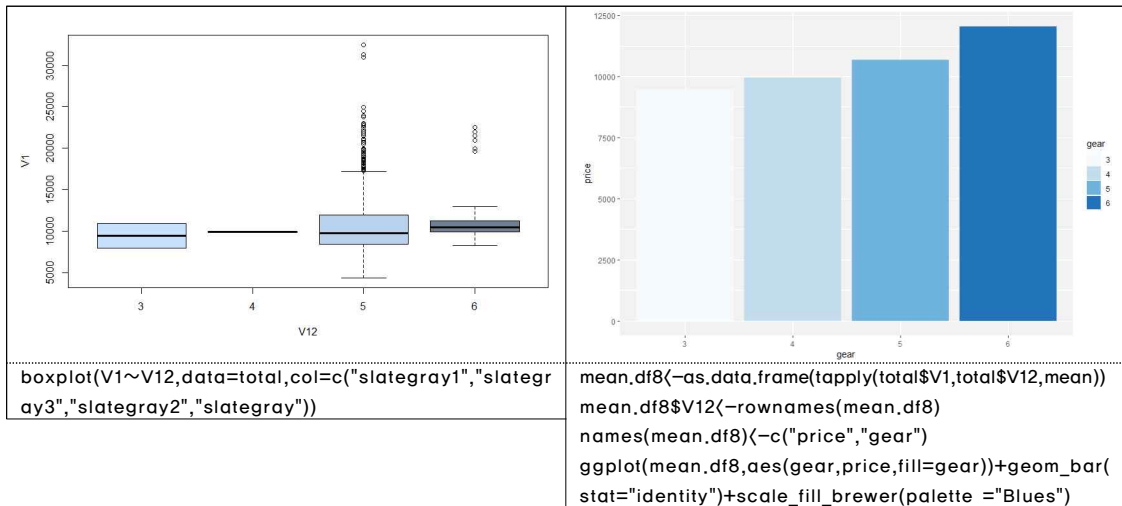 30000
25000
20000
15000
10000
5000
V1
3
4
5
6
V12
12500
10000
7500
5000
2500
0
price
3
4
5
6
gear
gear
3
4
5
6
boxplot(V1～V12,data=total,col=c("slategray1","slategr
ay3","slategray2","slategray"))
mean.df8〈-as.data.frame(tapply(total$V1,total$V12,mean))
mean.df8$V12〈-rownames(mean.df8)
names(mean.df8)〈-c("price","gear")
ggplot(mean.df8,aes(gear,price,fill=gear))+geom_bar(
stat="identity")+scale_fill_brewer(palette ="Blues")